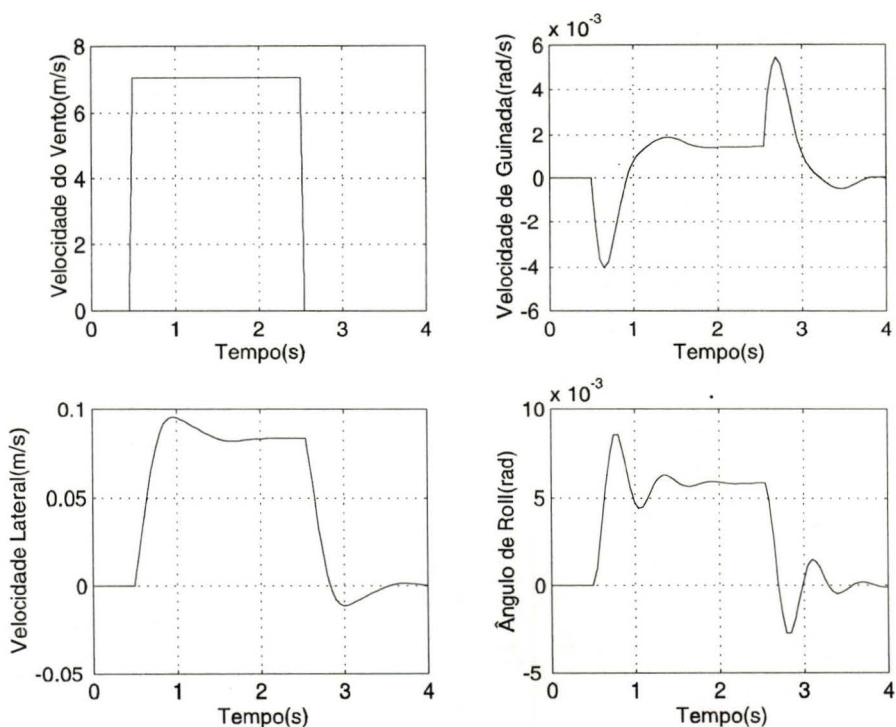 Velocidade do Vento(m/s)
8
6
4
2
0
0 1 2 3 4
Tempo(s)
x 10⁻³
Velocidade de Guinada(rad/s)
6
4
2
0
-2
-4
-6
0 1 2 3 4
Tempo(s)
Velocidade Lateral(m/s)
0.1
0.05
0
-0.05
0 1 2 3 4
Tempo(s)
x 10⁻³
Ângulo de Roll(rad)
10
5
0
-5
0 1 2 3 4
Tempo(s)